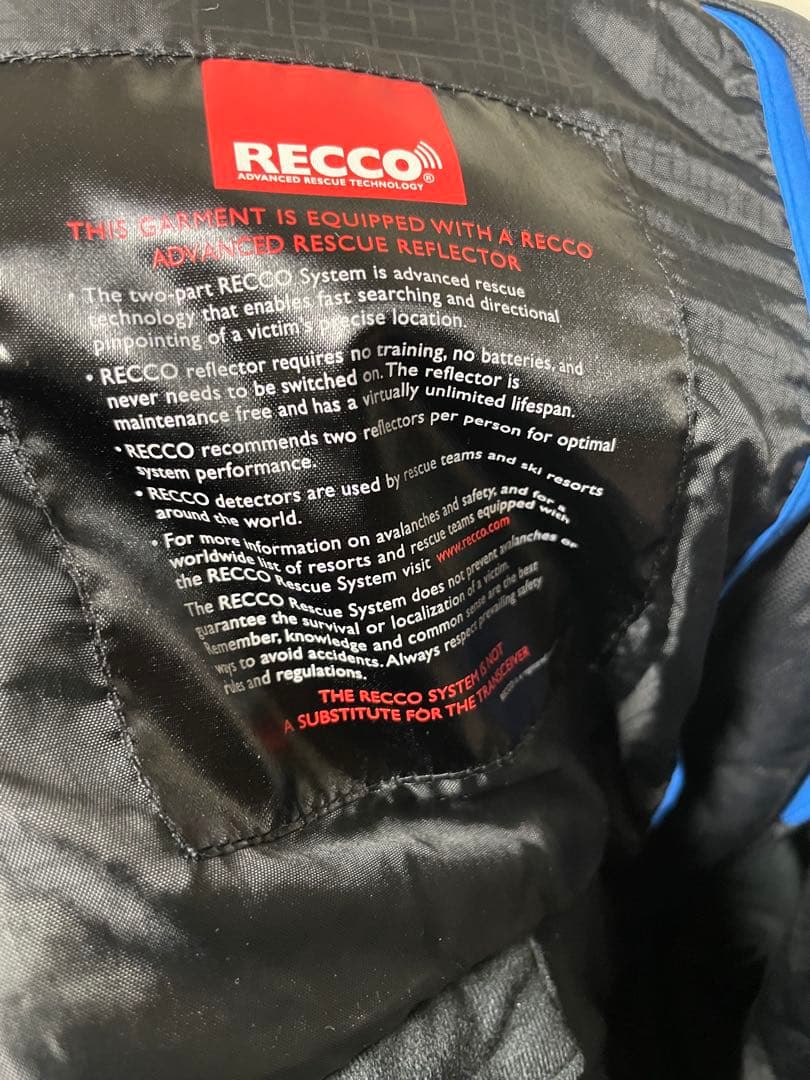 RECCO®
ADVANCED RESCUE TECHNOLOGY
THIS GARMENT IS EQUIPPED WITH A RECCO
ADVANCED RESCUE REFLECTOR
• The two-part RECCO System is advanced rescue
technology that enables fast searching and directional
pinpointing of a victim's precise location.
• RECCO reflector requires no training, no batteries, and
never needs to be switched on. The reflector is
maintenance free and has a virtually unlimited lifespan.
• RECCO recommends two reflectors per person for optimal
system performance.
• RECCO detectors are used by rescue teams and ski resorts
around the world.
• For more information on avalanches and safety, and for a
worldwide list of resorts and rescue teams equipped with
the RECCO Rescue System visit www.recco.com
The RECCO Rescue System does not prevent avalanches or
guarantee the survival or localization of a victim.
Remember, knowledge and common sense are the best
ways to avoid accidents. Always respect prevailing safety
rules and regulations.
THE RECCO SYSTEM IS NOT
A SUBSTITUTE FOR THE TRANSCEIVER